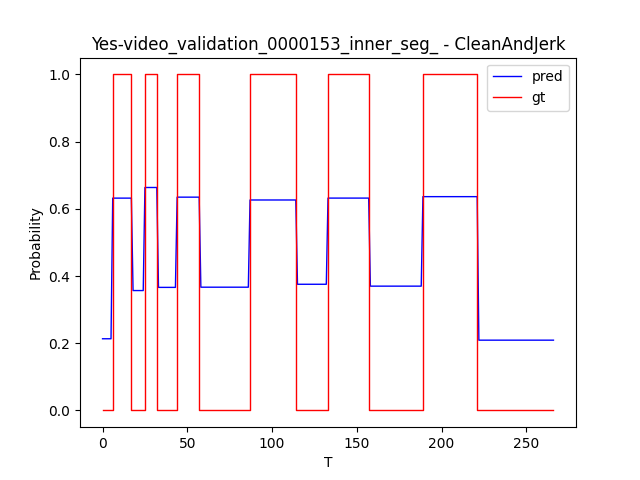 Yes-video_validation_0000153_inner_seg_ - CleanAndJerk
pred
gt
1.0
0.8
0.6
0.4
0.2
0.0
Probability
0
50
100
150
200
250
T